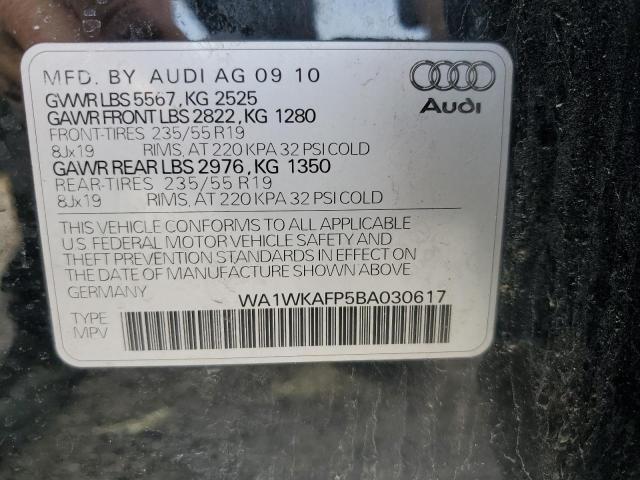 MFD. BY AUDI AG 09 10
Audi
GVWR LBS 5567, KG 2525
GAWR FRONT LBS 2822, KG 1280
FRONT-TIRES 235/55 R19
8Jx19 RIMS, AT 220 KPA 32 PSI COLD
GAWR REAR LBS 2976, KG 1350
REAR-TIRES 235/55 R19
8Jx19 RIMS, AT 220 KPA 32 PSI COLD
THIS VEHICLE CONFORMS TO ALL APPLICABLE
U.S. FEDERAL MOTOR VEHICLE SAFETY AND
THEFT PREVENTION STANDARDS IN EFFECT ON
THE DATE OF MANUFACTURE SHOWN ABOVE
GERMANY WA1WKAFP5BA030617
TYPE
MPV